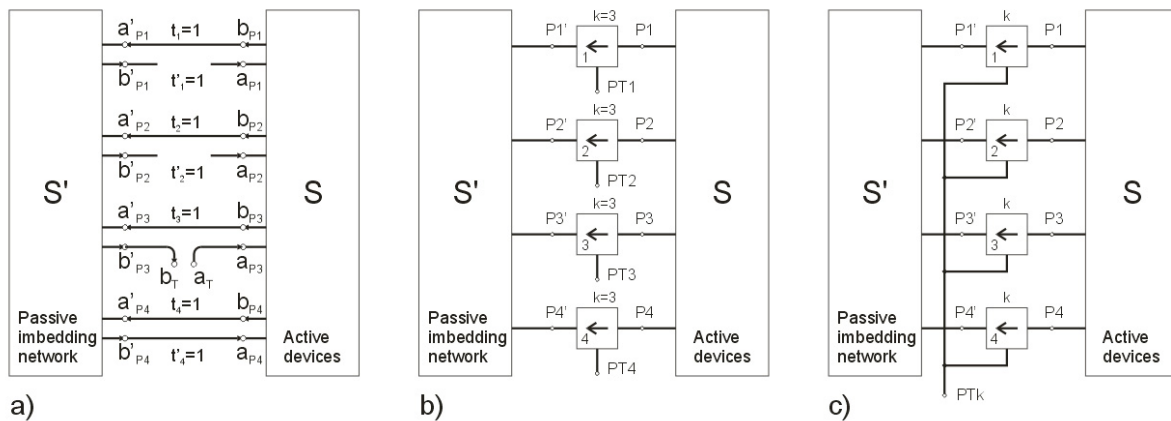 a'P1 t1=1 bP1
b'P1 t'1=1 aP1
a'P2 t2=1 bP2
b'P2 t'2=1 aP2
S' S
a'P3 t3=1 bP3
b'P3 bT aT aP3
a'P4 t4=1 bP4
b'P4 t'4=1 aP4
Passive
imbedding
network
Active
devices
a)
k=3
P1' P1
1
PT1
k=3
P2' P2
2
PT2
S' S
k=3
P3' P3
3
PT3
k=3
P4' P4
4
PT4
Passive
imbedding
network
Active
devices
b)
k
P1' P1
1
k
P2' P2
2
S' S
k
P3' P3
3
k
P4' P4
4
PTk
Passive
imbedding
network
Active
devices
c)